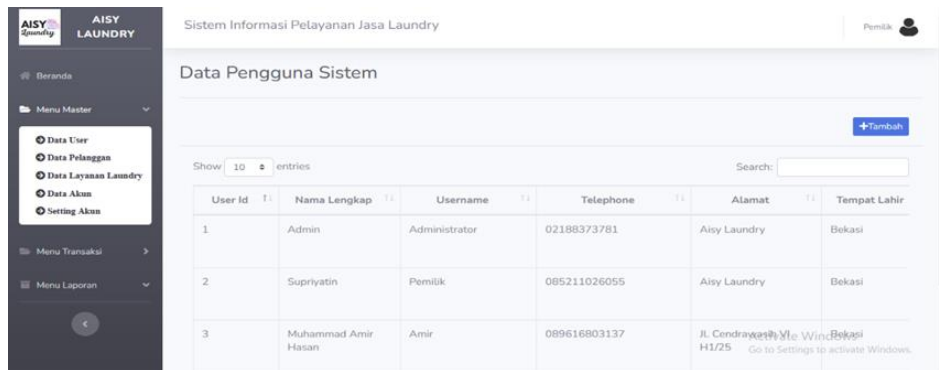 AISY
Laundry
AISY
LAUNDRY
Sistem Informasi Pelayanan Jasa Laundry
Pemilik
Beranda
Menu Master
Data User
Data Pelanggan
Data Layanan Laundry
Data Akun
Setting Akun
Menu Transaksi
Menu Laporan
Data Pengguna Sistem
+Tambah
Show 10 entries
Search:
User Id Nama Lengkap Username Telephone Alamat Tempat Lahir
1 Admin Administrator 02188373781 Aisy Laundry Bekasi
2 Supriyatin Pemilik 085211026055 Aisy Laundry Bekasi
3 Muhammad Amir Hasan Amir 089616803137 Jl. Cendrawasih VI H1/25 Bekasi
Activate Windows
Go to Settings to activate Windows.